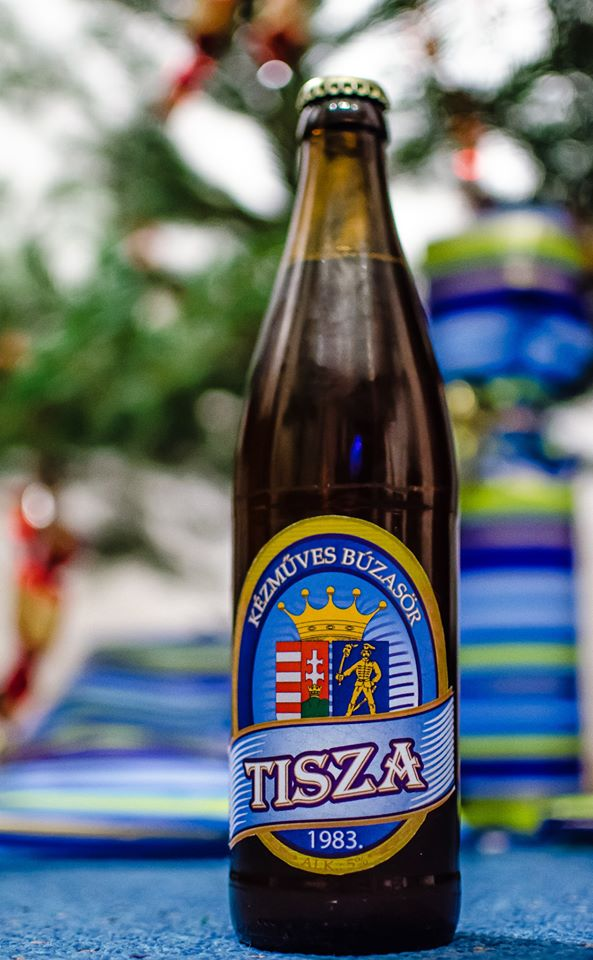 KÉZMŰVES BÚZASÖR
TISZA
1983.
ALK. 5%